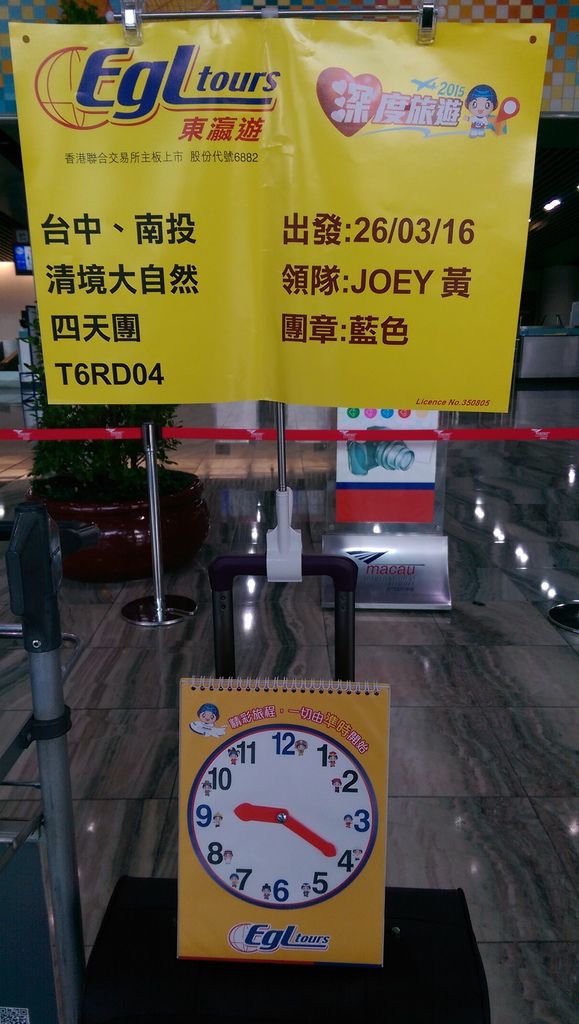 Egl tours
東瀛遊
香港聯合交易所主板上市 股份代號6882
2015
深度旅遊
台中、南投
清境大自然
四天團
T6RD04
出發:26/03/16
領隊:JOEY 黃
團章:藍色
Licence No.350805
macau
精彩旅程，一切由準時開始
12
1
2
3
4
5
6
7
8
9
10
11
Egl tours